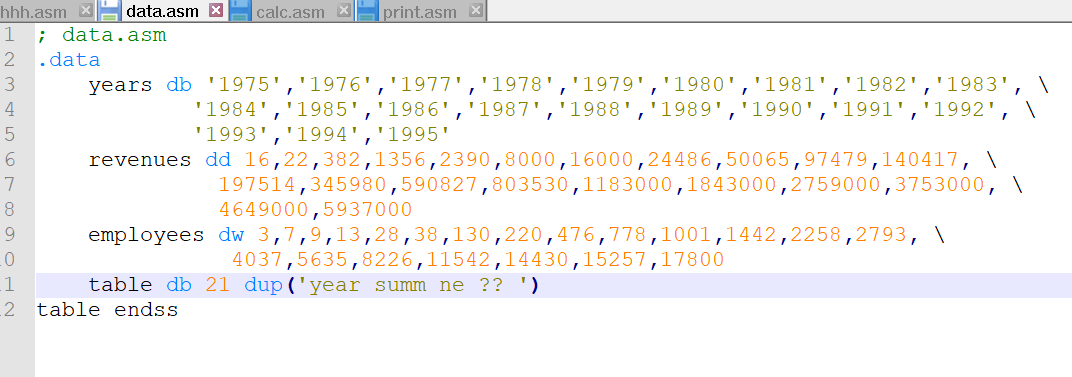 hhh.asm data.asm calc.asm print.asm
1 ; data.asm
2 .data
3 years db '1975','1976','1977','1978','1979','1980','1981','1982','1983', \
4 '1984','1985','1986','1987','1988','1989','1990','1991','1992', \
5 '1993','1994','1995'
6 revenues dd 16,22,382,1356,2390,8000,16000,24486,50065,97479,140417, \
7 197514,345980,590827,803530,1183000,1843000,2759000,3753000, \
8 4649000,5937000
9 employees dw 3,7,9,13,28,38,130,220,476,778,1001,1442,2258,2793, \
0 4037,5635,8226,11542,14430,15257,17800
1 table db 21 dup('year summ ne ?? ')
2 table endss